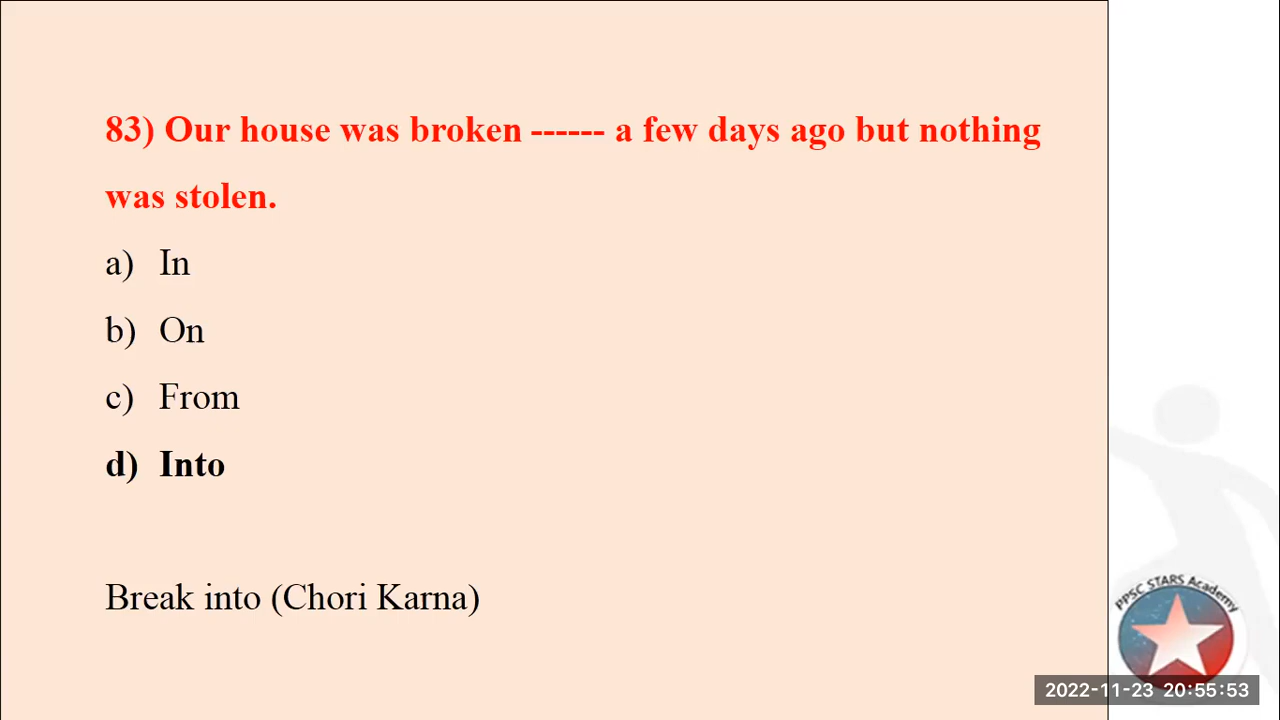 83) Our house was broken ------ a few days ago but nothing
was stolen.
a) In
b) On
c) From
d) Into
Break into (Chori Karna)
PPSC STARS Academy
2022-11-23 20:55:53